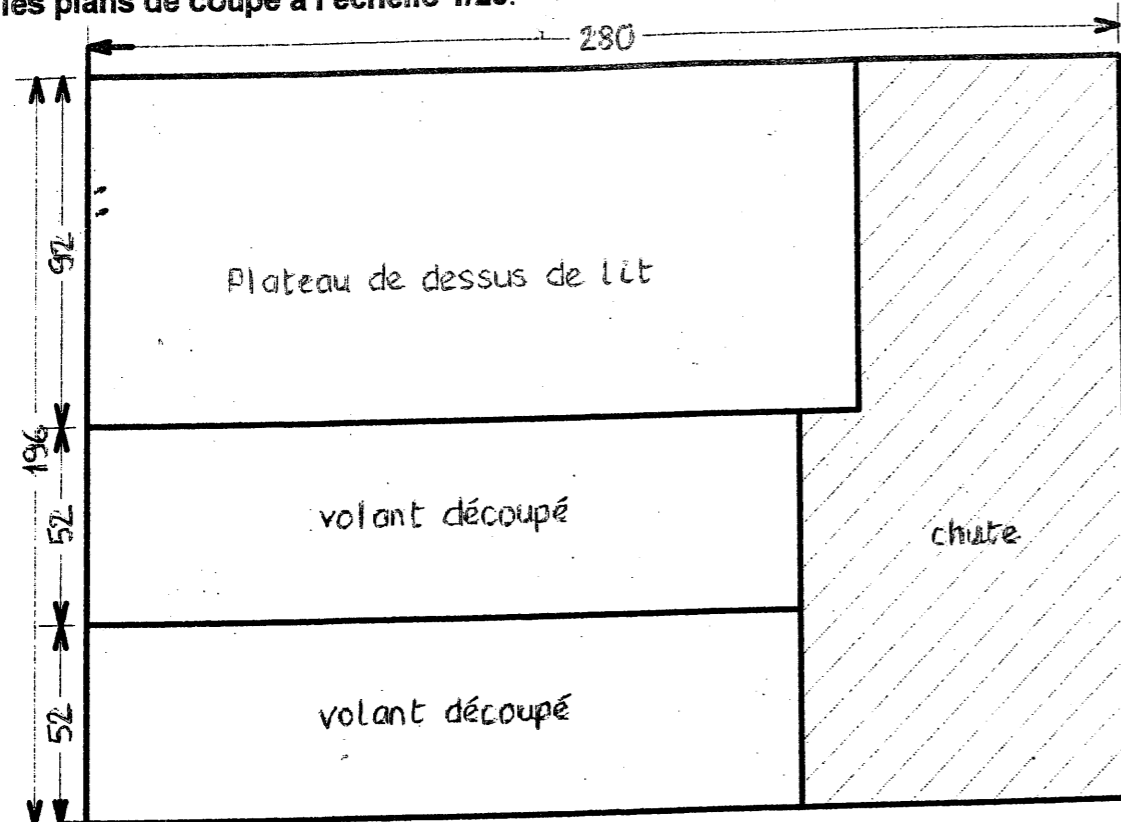 les plans de coupe à l'échelle 1/20.
280
92
Plateau de dessus de lit
196
52
volant découpé
chute
52
volant découpé